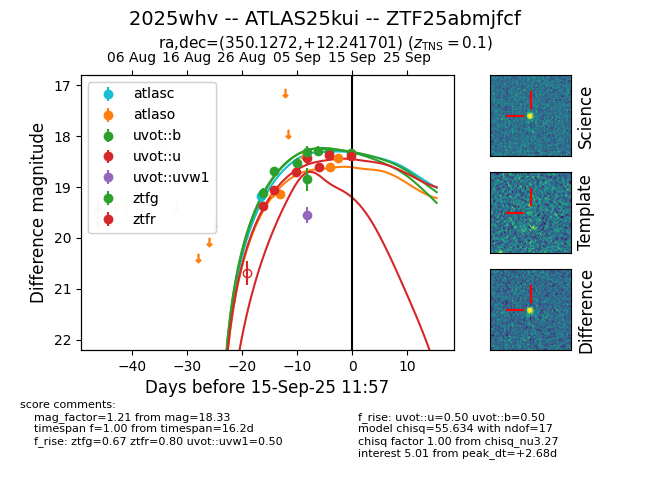 2025whv -- ATLAS25kui -- ZTF25abmjfcf
ra,dec=(350.1272,+12.241701) (z_TNS = 0.1)
06 Aug 16 Aug 26 Aug 05 Sep 15 Sep 25 Sep
17
18
19
20
21
22
Difference magnitude
atlasc
atlaso
uvot::b
uvot::u
uvot::uvw1
ztfg
ztfr
−40 −30 −20 −10 0 10
Days before 15-Sep-25 11:57
Science
Template
Difference
score comments:
mag_factor=1.21 from mag=18.33
timespan f=1.00 from timespan=16.2d
f_rise: ztfg=0.67 ztfr=0.80 uvot::uvw1=0.50
f_rise: uvot::u=0.50 uvot::b=0.50
model chisq=55.634 with ndof=17
chisq factor 1.00 from chisq_nu3.27
interest 5.01 from peak_dt=+2.68d